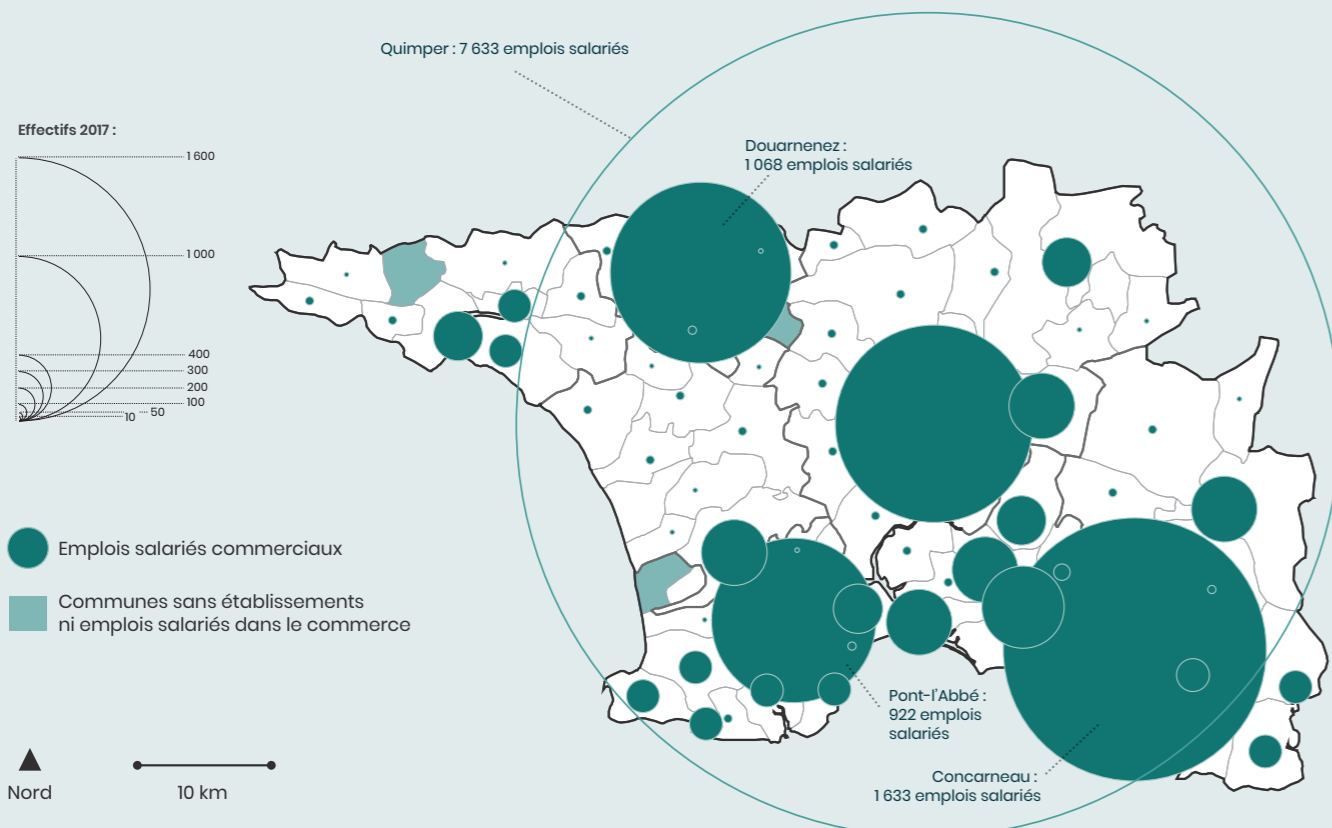 Quimper : 7 633 emplois salariés
Effectifs 2017 :
1 600
1 000
400
300
200
100
50
10
Douarnenez :
1 068 emplois salariés
Emplois salariés commerciaux
Communes sans établissements
ni emplois salariés dans le commerce
Pont-l'Abbé :
922 emplois
salariés
Concarneau :
1 633 emplois salariés
Nord
10 km